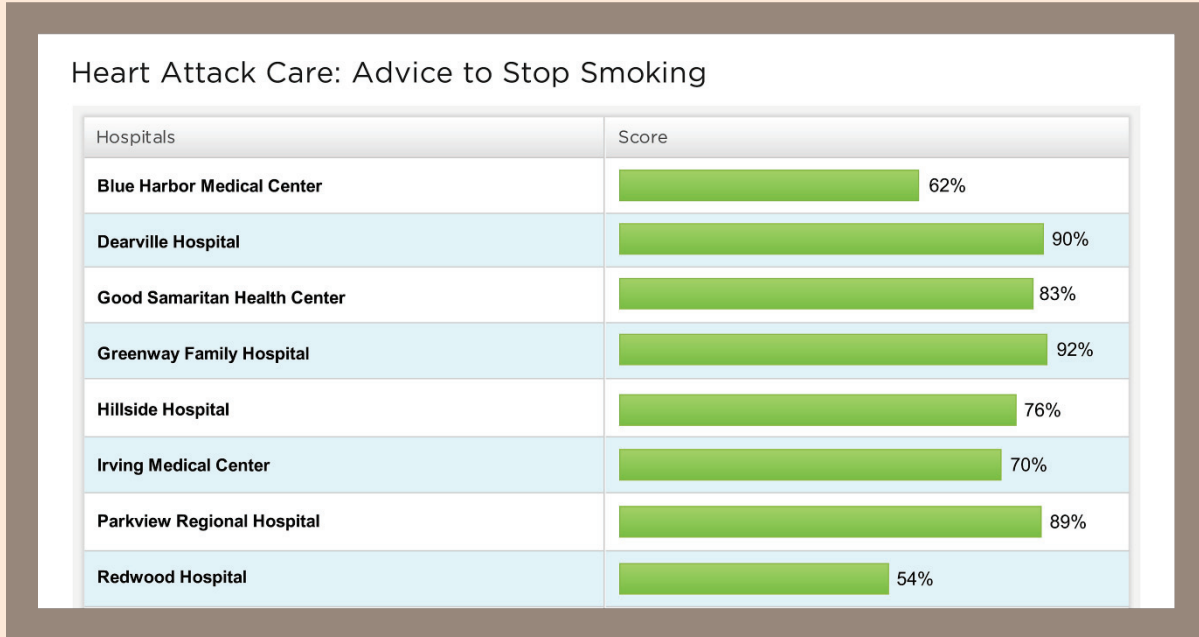 Heart Attack Care: Advice to Stop Smoking
Hospitals Score
Blue Harbor Medical Center 62%
Dearville Hospital 90%
Good Samaritan Health Center 83%
Greenway Family Hospital 92%
Hillside Hospital 76%
Irving Medical Center 70%
Parkview Regional Hospital 89%
Redwood Hospital 54%